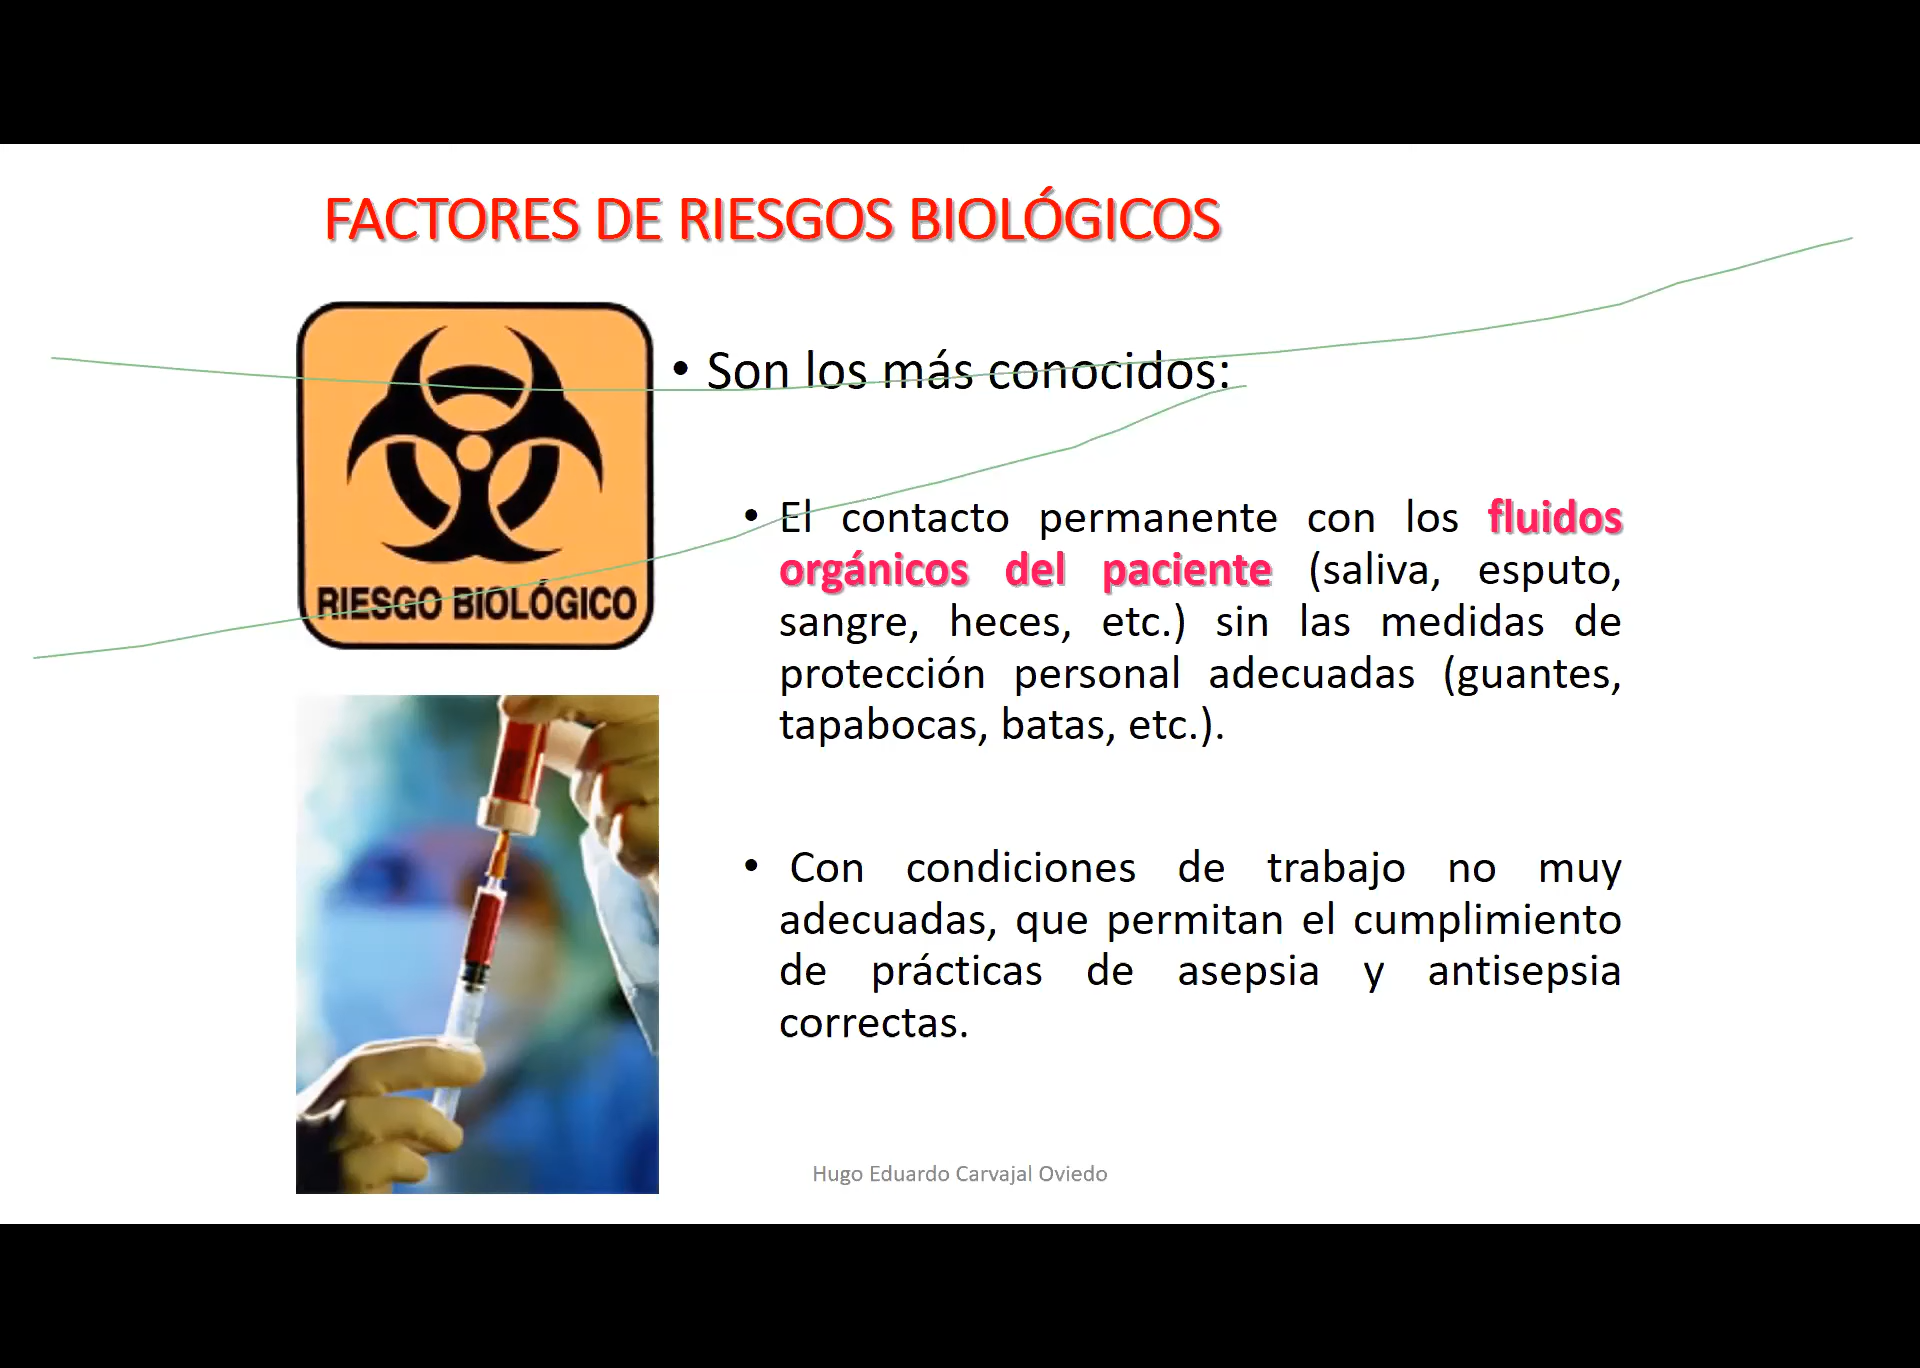 FACTORES DE RIESGOS BIOLÓGICOS
• Son los más conocidos:
RIESGO BIOLÓGICO
• El contacto permanente con los fluidos
orgánicos del paciente (saliva, esputo,
sangre, heces, etc.) sin las medidas de
protección personal adecuadas (guantes,
tapabocas, batas, etc.).
• Con condiciones de trabajo no muy
adecuadas, que permitan el cumplimiento
de prácticas de asepsia y antisepsia
correctas.
Hugo Eduardo Carvajal Oviedo